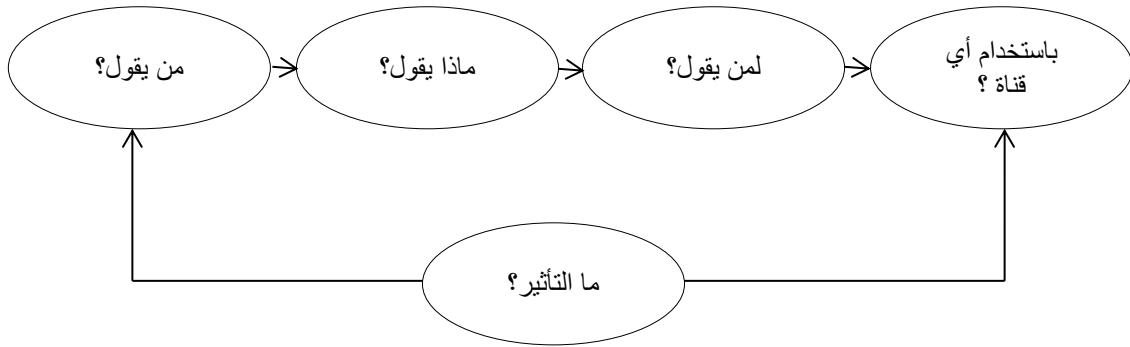 من يقول؟
ماذا يقول؟
لمن يقول؟
باستخدام أي
قناة ؟
ما التأثير؟